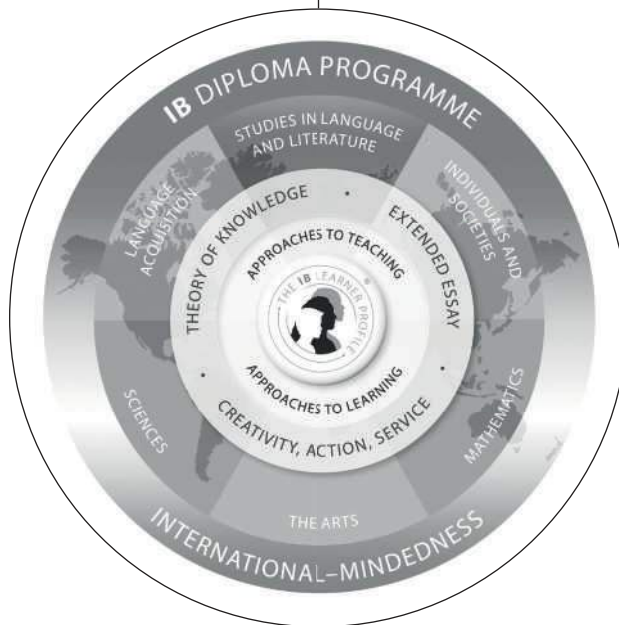 IB DIPLOMA PROGRAMME
STUDIES IN LANGUAGE
AND LITERATURE
LANGUAGE
ACQUISITION
INDIVIDUALS AND
SOCIETIES
THEORY OF KNOWLEDGE
EXTENDED ESSAY
APPROACHES TO TEACHING
THE IB LEARNER PROFILE
®
APPROACHES TO LEARNING
CREATIVITY, ACTION, SERVICE
SCIENCES
MATHEMATICS
THE ARTS
INTERNATIONAL–MINDEDNESS